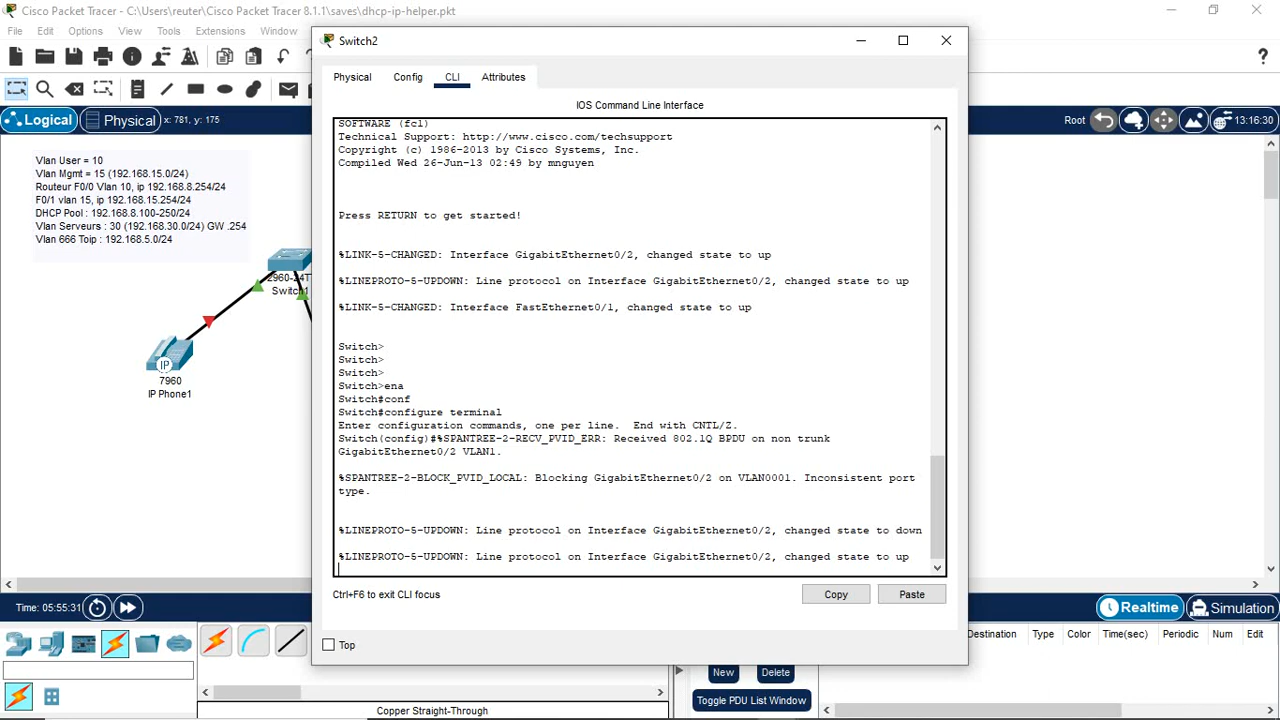 Cisco Packet Tracer - C:\Users\reuter\Cisco Packet Tracer 8.1.1\saves\dhcp-ip-helper.pkt
File Edit Options View Tools Extensions Window
Logical Physical x: 781, y: 175
Root 13:16:30
Vlan User = 10
Vlan Mgmt = 15 (192.168.15.0/24)
Routeur F0/0 Vlan 10, ip 192.168.8.254/24
F0/1 vlan 15, ip 192.168.15.254/24
DHCP Pool : 192.168.8.100-250/24
Vlan Serveurs : 30 (192.168.30.0/24) GW .254
Vlan 666 Toip : 192.168.5.0/24
2960-24TT
Switch1
IP
7960
IP Phone1
Switch2
Physical Config CLI Attributes
IOS Command Line Interface
SOFTWARE (fc1)
Technical Support: http://www.cisco.com/techsupport
Copyright (c) 1986-2013 by Cisco Systems, Inc.
Compiled Wed 26-Jun-13 02:49 by mnguyen
Press RETURN to get started!
%LINK-5-CHANGED: Interface GigabitEthernet0/2, changed state to up
%LINEPROTO-5-UPDOWN: Line protocol on Interface GigabitEthernet0/2, changed state to up
%LINK-5-CHANGED: Interface FastEthernet0/1, changed state to up
Switch>
Switch>
Switch>
Switch>ena
Switch#conf
Switch#configure terminal
Enter configuration commands, one per line.  End with CNTL/Z.
Switch(config)#%SPANTREE-2-RECV_PVID_ERR: Received 802.1Q BPDU on non trunk
GigabitEthernet0/2 VLAN1.
%SPANTREE-2-BLOCK_PVID_LOCAL: Blocking GigabitEthernet0/2 on VLAN0001. Inconsistent port
type.
%LINEPROTO-5-UPDOWN: Line protocol on Interface GigabitEthernet0/2, changed state to down
%LINEPROTO-5-UPDOWN: Line protocol on Interface GigabitEthernet0/2, changed state to up
Ctrl+F6 to exit CLI focus
Copy Paste
Top
Time: 05:55:31
Realtime Simulation
Copper Straight-Through
New Delete
Toggle PDU List Window
Destination Type Color Time(sec) Periodic Num Edit